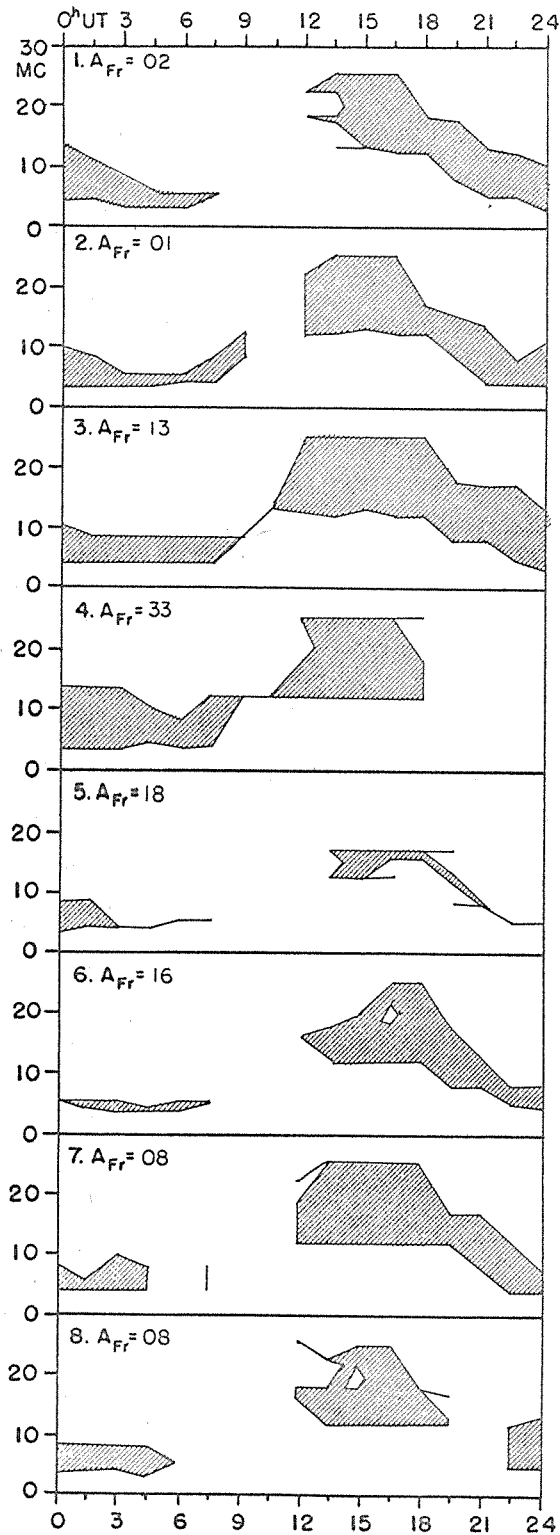 0ʰUT 3 6 9 12 15 18 21 24
30
MC
1. A_Fr = 02
20
10
0
2. A_Fr = 01
20
10
0
3. A_Fr = 13
20
10
0
4. A_Fr = 33
20
10
0
5. A_Fr = 18
20
10
0
6. A_Fr = 16
20
10
0
7. A_Fr = 08
20
10
0
8. A_Fr = 08
20
10
0
0 3 6 9 12 15 18 21 24